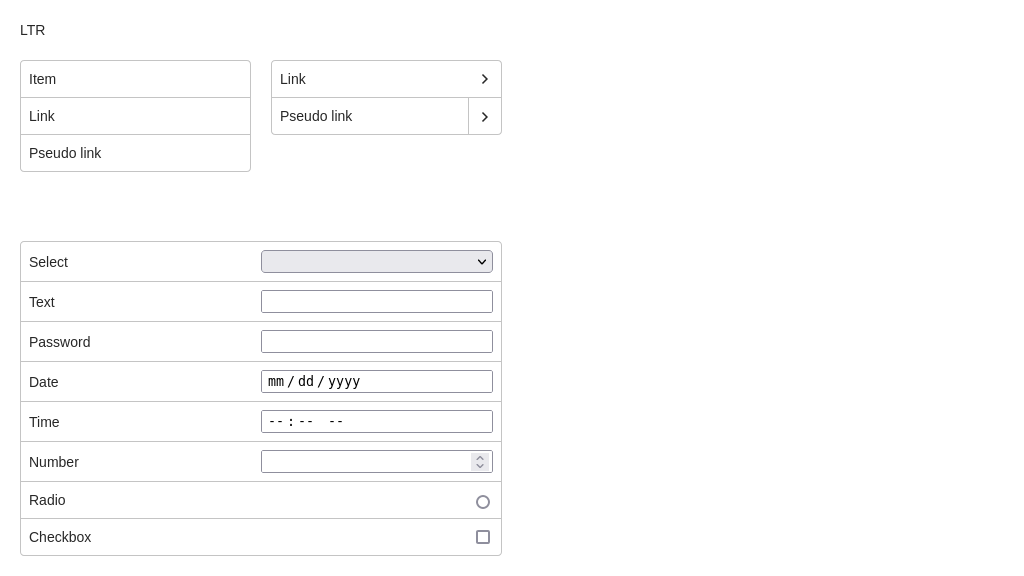 LTR
Item
Link
Pseudo link
Link
Pseudo link
Select
Text
Password
Date mm/dd/yyyy
Time --:-- --
Number
Radio
Checkbox